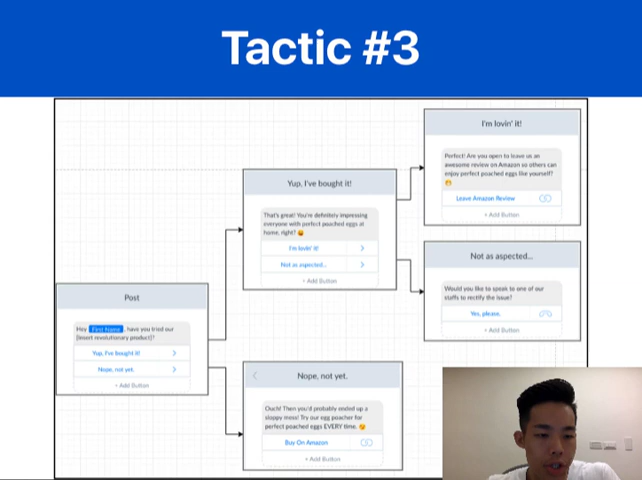 Tactic #3
Post
Hey First Name, have you tried our
[insert revolutionary product]?
Yup, I've bought it!
Nope, not yet.
+ Add Button
Yup, I've bought it!
That's great! You're definitely impressing
everyone with perfect poached eggs at
home, right? 😛
I'm lovin' it!
Not as aspected...
+ Add Button
Nope, not yet.
Ouch! Then you'd probably ended up a
sloppy mess! Try our egg poacher for
perfect poached eggs EVERY time. 😉
Buy On Amazon
+ Add Button
I'm lovin' it!
Perfect! Are you open to leave us an
awesome review on Amazon so others can
enjoy perfect poached eggs like yourself?
😁
Leave Amazon Review
+ Add Button
Not as aspected...
Would you like to speak to one of our
staffs to rectify the issue?
Yes, please.
+ Add Button